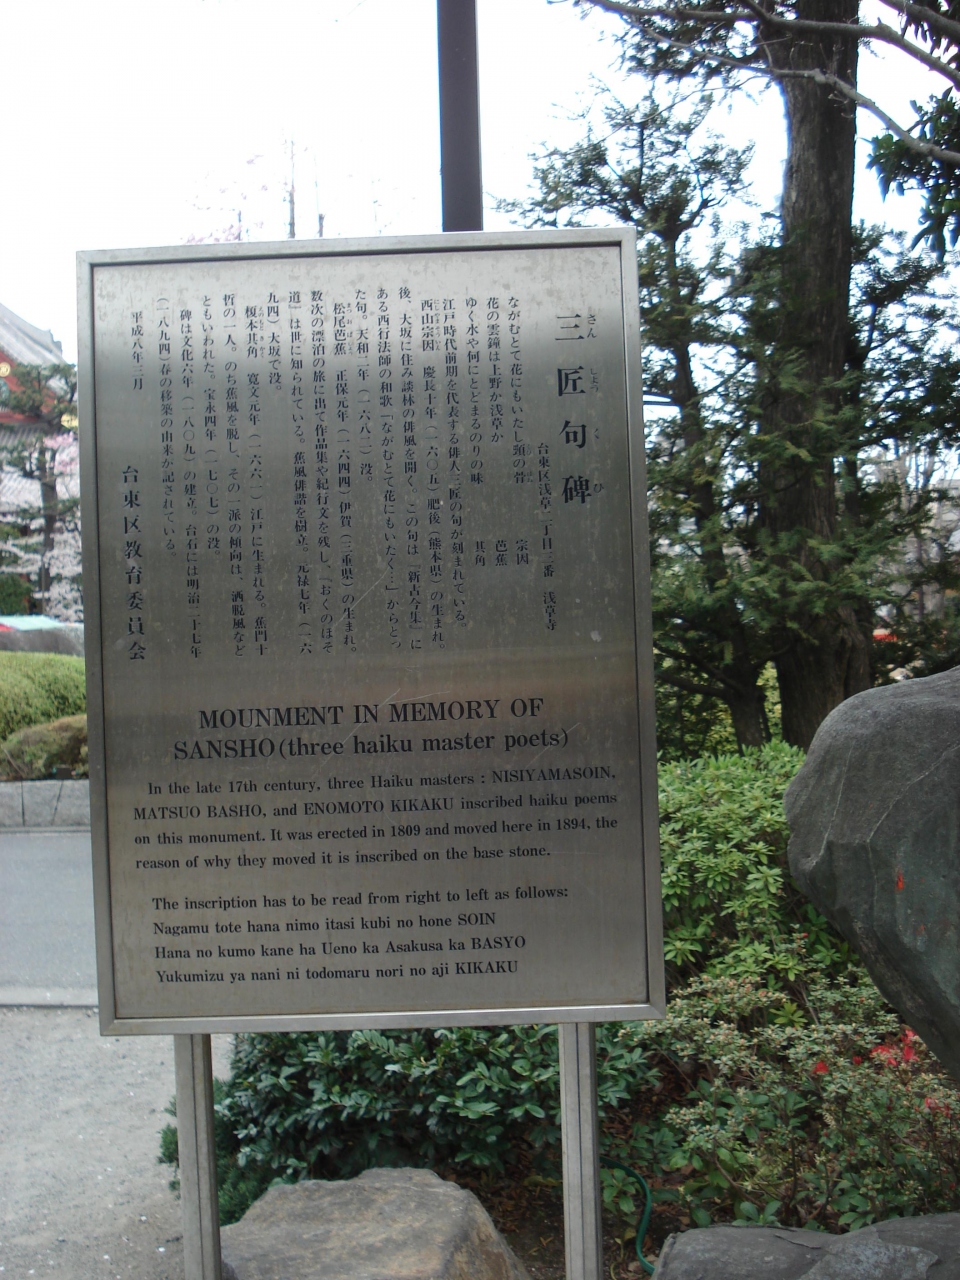 三匠句碑
さんしょうくひ
台東区浅草二丁目三番 浅草寺
ながむとて花にもいたし頸の骨 宗因
花の雲鐘は上野か浅草か 芭蕉
ゆく水や何にとどまるのりの味 其角
江戸時代前期を代表する俳人三匠の句が刻まれている。
西山宗因 慶長十年(一六〇五)肥後(熊本県)の生まれ。
後、大坂に住み談林の俳風を開く。この句は『新古今集』に
ある西行法師の和歌「ながむとて花にもいたく…」からとっ
た句。天和二年(一六八二)没。
松尾芭蕉 正保元年(一六四四)伊賀(三重県)の生まれ。
数次の漂泊の旅に出て作品集や紀行文を残し、『おくのほそ
道』は世に知られている。蕉風俳諧を樹立。元禄七年(一六
九四)大坂で没。
榎本其角 寛文元年(一六六一)江戸に生まれる。蕉門十
哲の一人。のち蕉風を脱し、その一派の傾向は、洒脱風など
ともいわれた。宝永四年(一七〇七)の没。
碑は文化六年(一八〇九)の建立。台石には明治二十七年
(一八九四)春の移築の由来が記されている。
平成八年三月
台東区教育委員会
MOUNMENT IN MEMORY OF
SANSHO(three haiku master poets)
In the late 17th century, three Haiku masters : NISIYAMASOIN,
MATSUO BASHO, and ENOMOTO KIKAKU inscribed haiku poems
on this monument. It was erected in 1809 and moved here in 1894. the
reason of why they moved it is inscribed on the base stone.
The inscription has to be read from right to left as follows:
Nagamu tote hana nimo itasi kubi no hone SOIN
Hana no kumo kane ha Ueno ka Asakusa ka BASYO
Yukumizu ya nani ni todomaru nori no aji KIKAKU